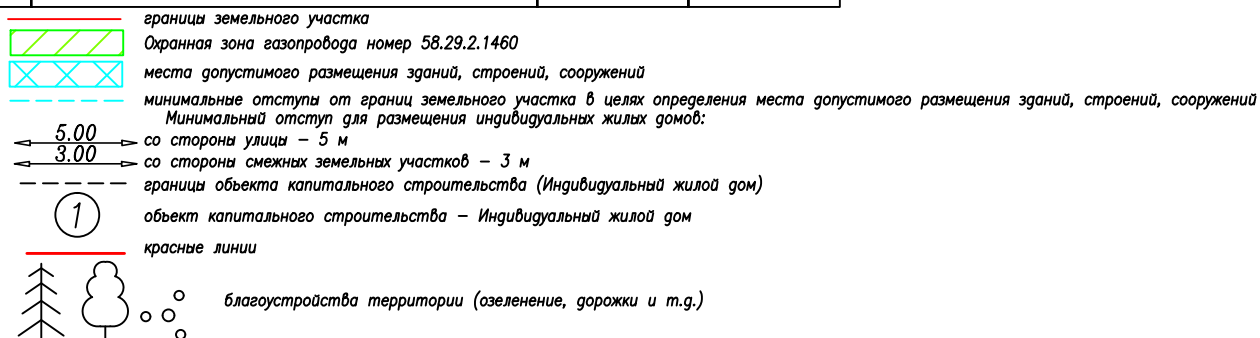 границы земельного участка
Охранная зона газопровода номер 58.29.2.1460
места допустимого размещения зданий, строений, сооружений
минимальные отступы от границ земельного участка в целях определения места допустимого размещения зданий, строений, сооружений
Минимальный отступ для размещения индивидуальных жилых домов:
5.00 со стороны улицы – 5 м
3.00 со стороны смежных земельных участков – 3 м
границы объекта капитального строительства (Индивидуальный жилой дом)
1 объект капитального строительства – Индивидуальный жилой дом
красные линии
благоустройства территории (озеленение, дорожки и т.д.)